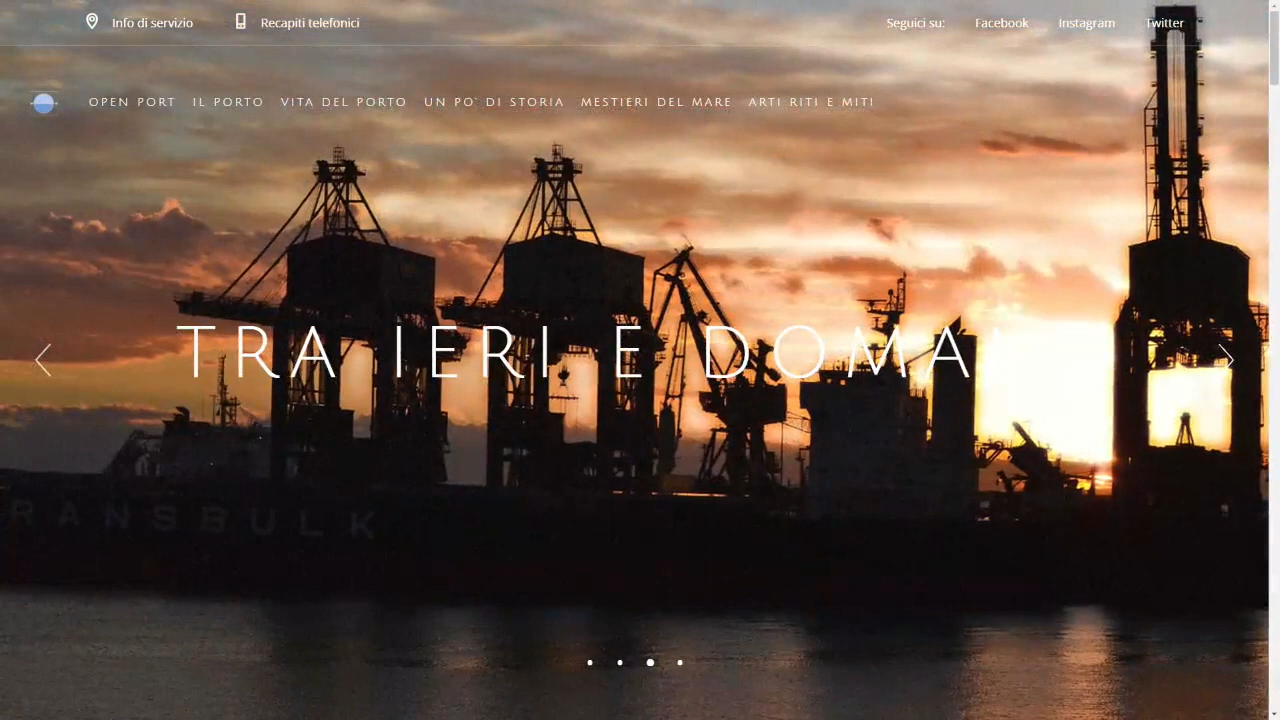 Info di servizio
Recapiti telefonici
Seguici su:
Facebook
Instagram
Twitter
OPEN PORT
IL PORTO
VITA DEL PORTO
UN PO` DI STORIA
MESTIERI DEL MARE
ARTI RITI E MITI
TRA IERI E DOMA
RANSBULK